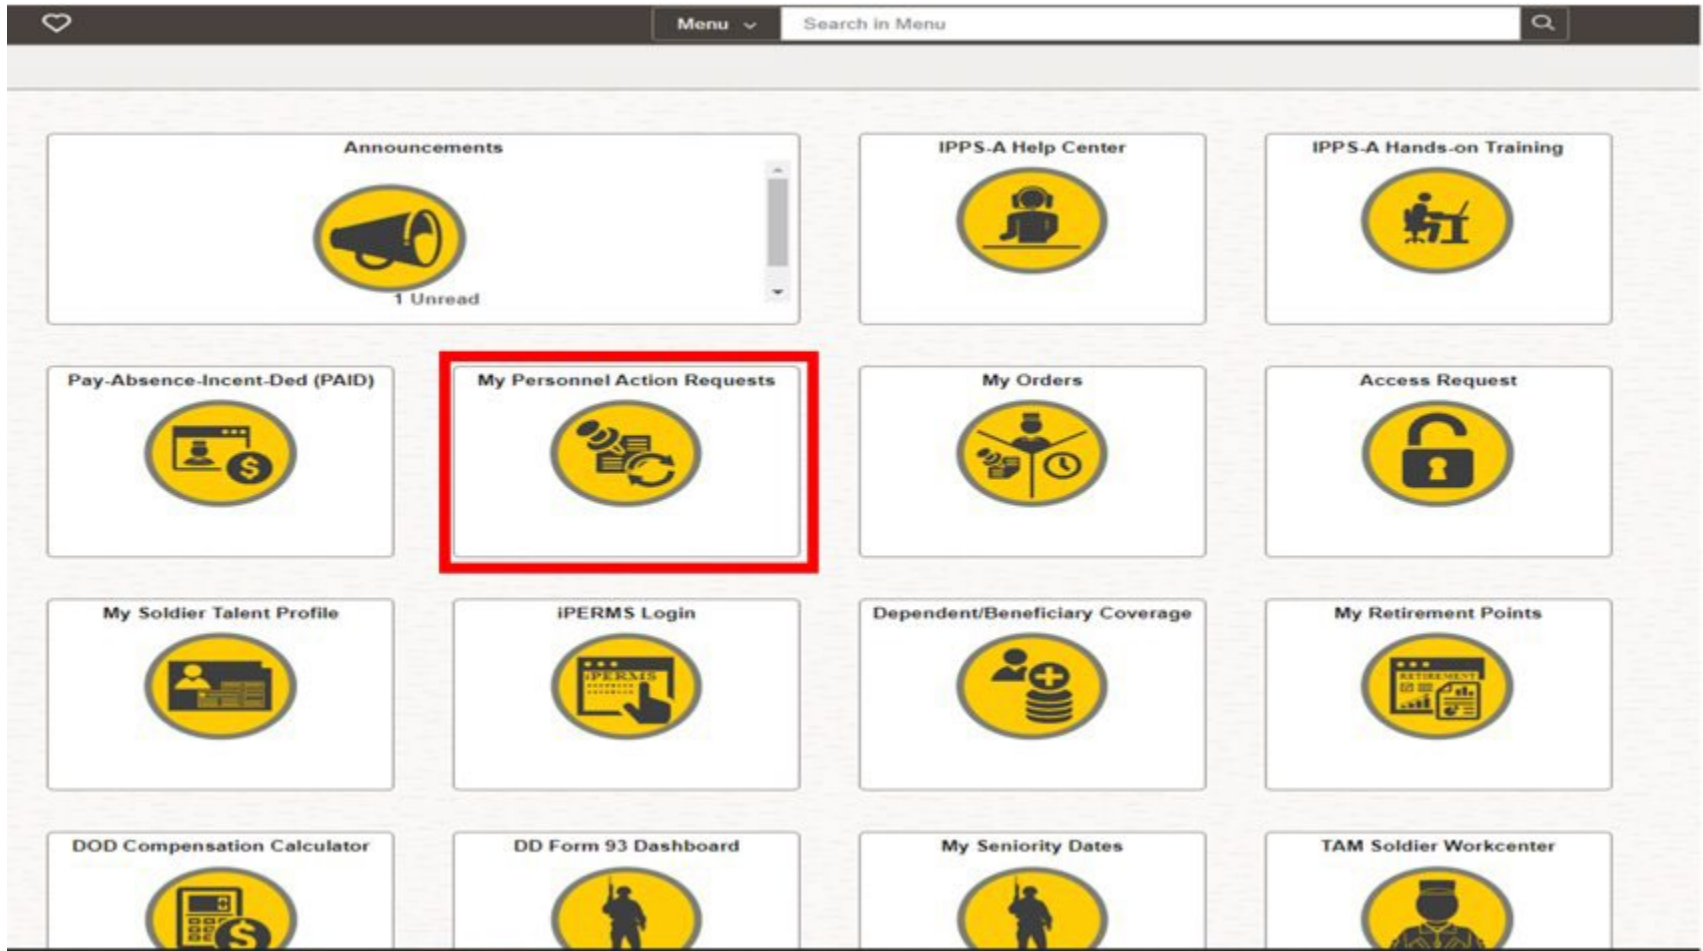 Menu
Search in Menu
Announcements
1 Unread
IPPS-A Help Center
IPPS-A Hands-on Training
Pay-Absence-Incent-Ded (PAID)
My Personnel Action Requests
My Orders
Access Request
My Soldier Talent Profile
iPERMS Login
iPERMS
Dependent/Beneficiary Coverage
My Retirement Points
RETIREMENT
DOD Compensation Calculator
DD Form 93 Dashboard
My Seniority Dates
TAM Soldier Workcenter